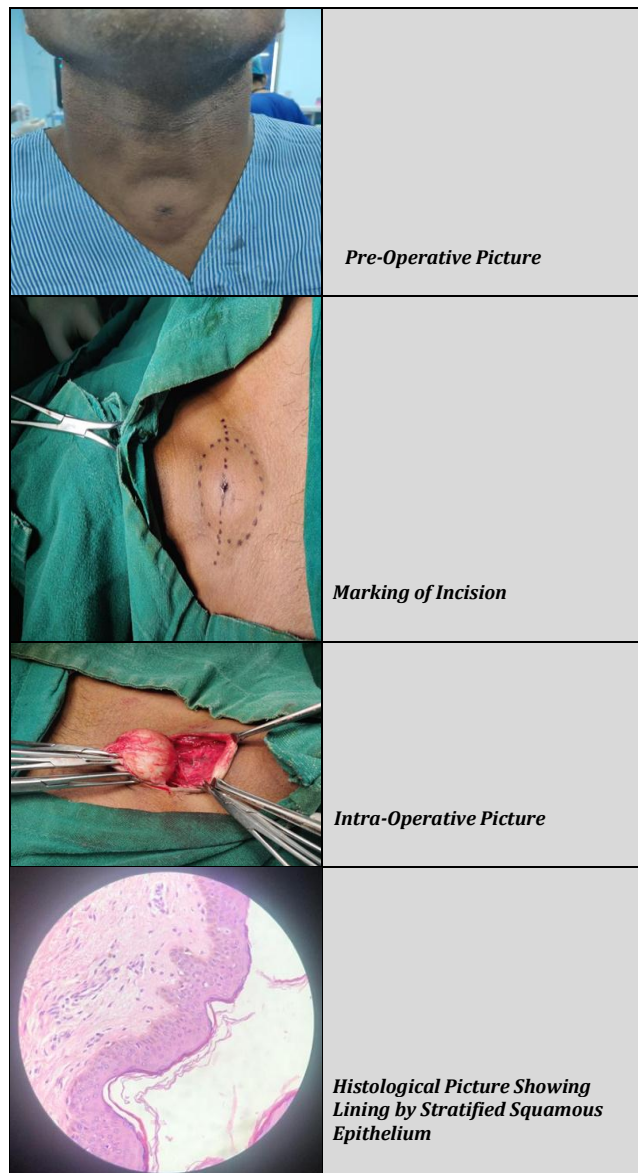 Pre-Operative Picture
Marking of Incision
Intra-Operative Picture
Histological Picture Showing
Lining by Stratified Squamous
Epithelium